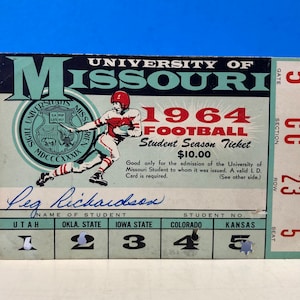 UNIVERSITY OF
MISSOURI
1964
FOOTBALL
Student Season Ticket
$10.00
Good only for the admission of the University of
Missouri Student to whom it was issued. A valid I. D.
Card is required. (See other side.)
Peg Richardson
NAME OF STUDENT STUDENT NO.
UTAH OKLA. STATE IOWA STATE COLORADO KANSAS
1 2 3 4 5
GATE 5
SECTION GG
ROW 23
5